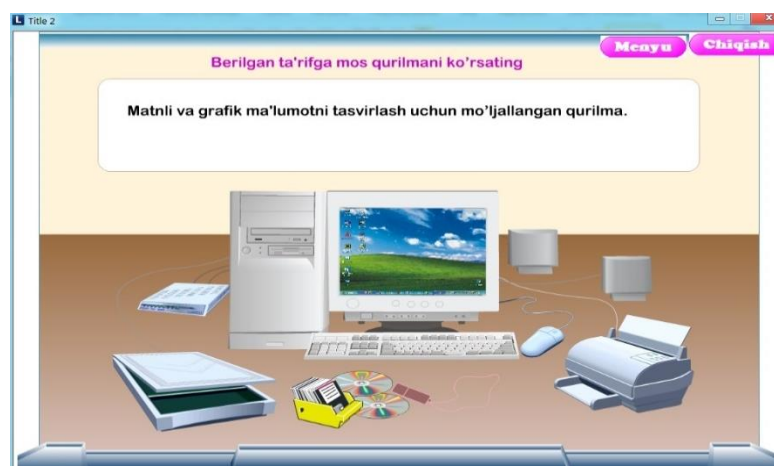 Title 2
Menyu
Chiqish
Berilgan ta'rifga mos qurilmani ko'rsating
Matnli va grafik ma'lumotni tasvirlash uchun mo'ljallangan qurilma.